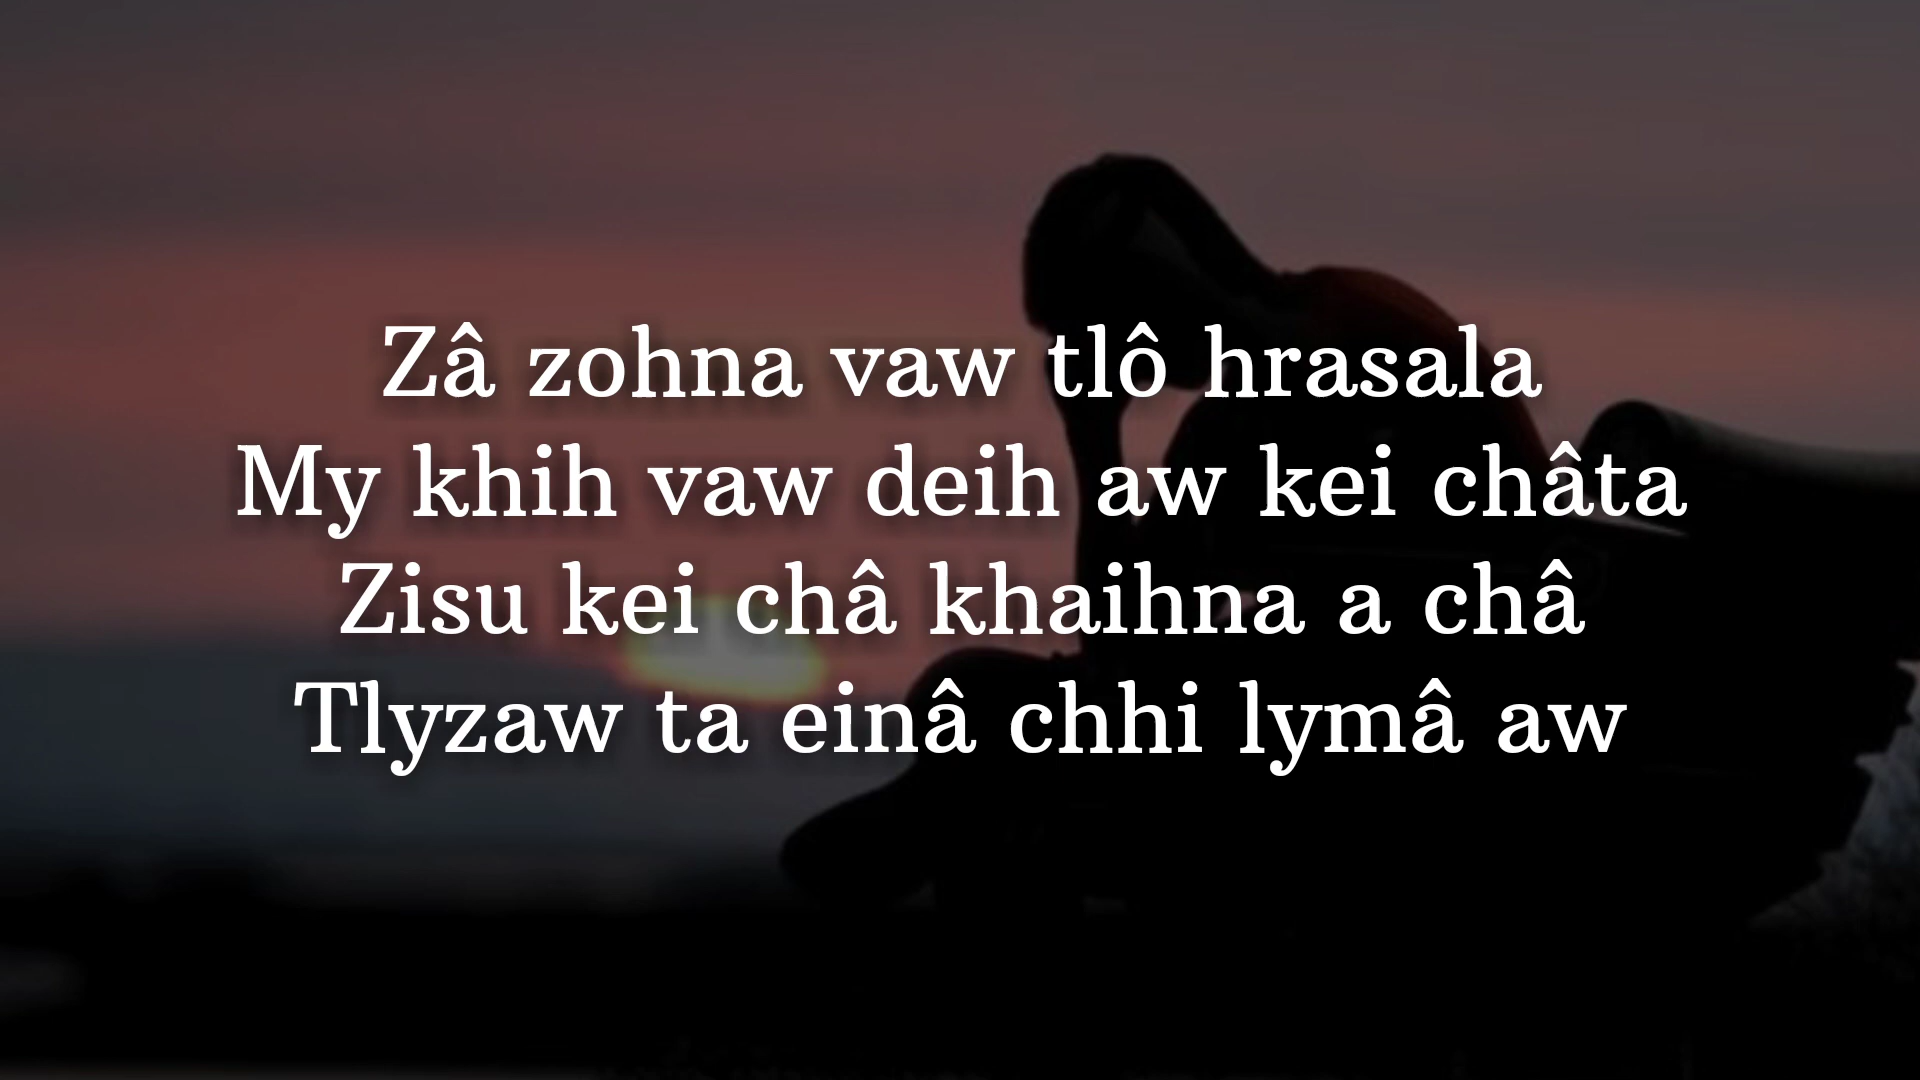 Zâ zohna vaw tlô hrasala
My khih vaw deih aw kei châta
Zisu kei châ khaihna a châ
Tlyzaw ta einâ chhi lymâ aw